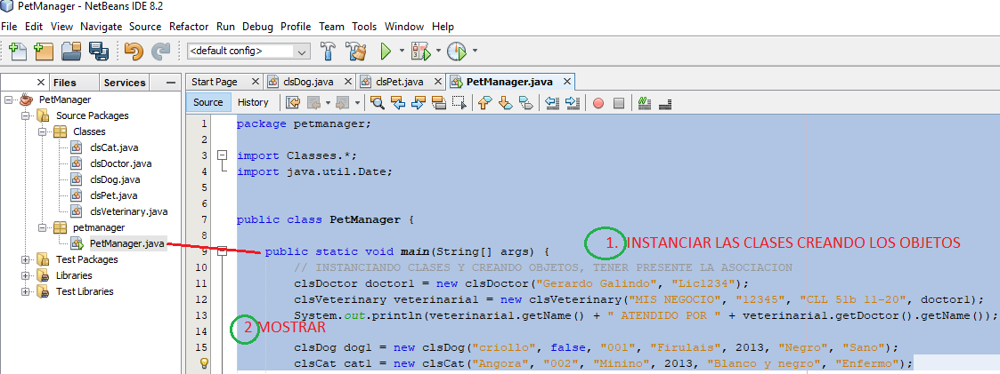 PetManager - NetBeans IDE 8.2
File Edit View Navigate Source Refactor Run Debug Profile Team Tools Window Help
<default config>
Files Services
Start Page clsDog.java clsPet.java PetManager.java
Source History
PetManager
Source Packages
Classes
clsCat.java
clsDoctor.java
clsDog.java
clsPet.java
clsVeterinary.java
petmanager
PetManager.java
Test Packages
Libraries
Test Libraries
1 package petmanager;
2
3 import Classes.*;
4 import java.util.Date;
5
6
7 public class PetManager {
8
1. INSTANCIAR LAS CLASES CREANDO LOS OBJETOS
9 public static void main(String[] args) {
10 // INSTANCIANDO CLASES Y CREANDO OBJETOS, TENER PRESENTE LA ASOCIACION
11 clsDoctor doctor1 = new clsDoctor("Gerardo Galindo", "Lic1234");
12 clsVeterinary veterinaria1 = new clsVeterinary("MIS NEGOCIO", "12345", "CLL 51b 11-20", doctor1);
13 System.out.println(veterinaria1.getName() + " ATENDIDO POR " + veterinaria1.getDoctor().getName());
14
2 MOSTRAR
15 clsDog dog1 = new clsDog("criollo", false, "001", "Firulais", 2013, "Negro", "Sano");
clsCat cat1 = new clsCat("Angora", "002", "Minino", 2013, "Blanco y negro", "Enfermo");